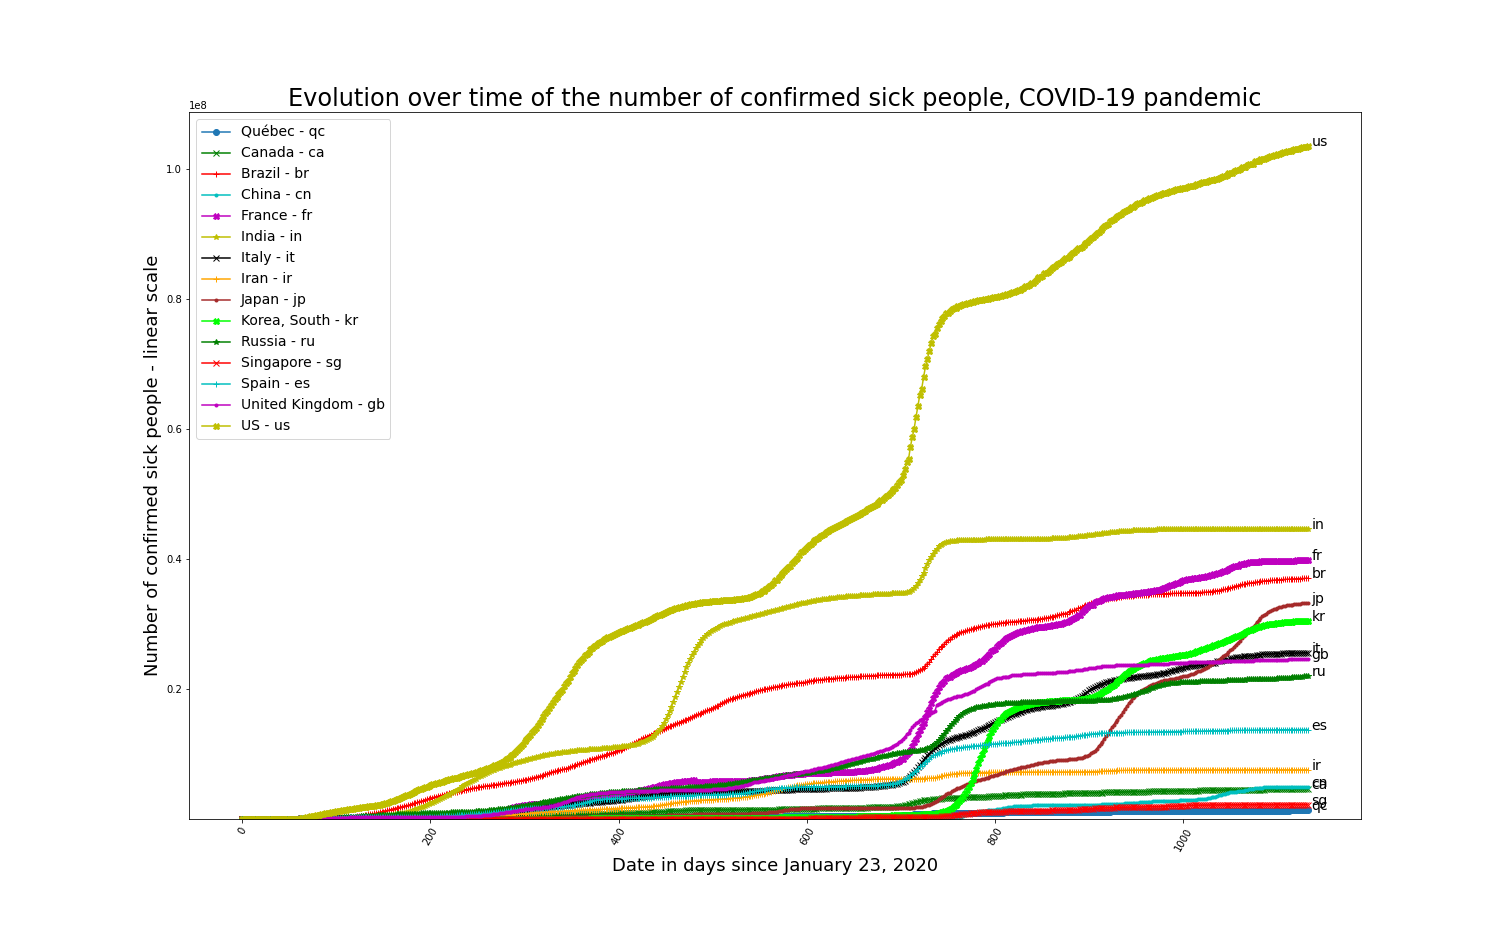 Evolution over time of the number of confirmed sick people, COVID-19 pandemic
1e8
Number of confirmed sick people - linear scale
1.0
0.8
0.6
0.4
0.2
Québec - qc
Canada - ca
Brazil - br
China - cn
France - fr
India - in
Italy - it
Iran - ir
Japan - jp
Korea, South - kr
Russia - ru
Singapore - sg
Spain - es
United Kingdom - gb
US - us
us
in
fr
br
jp
kr
it
gb
ru
es
ir
cn
ca
sg
qc
0
200
400
600
800
1000
Date in days since January 23, 2020